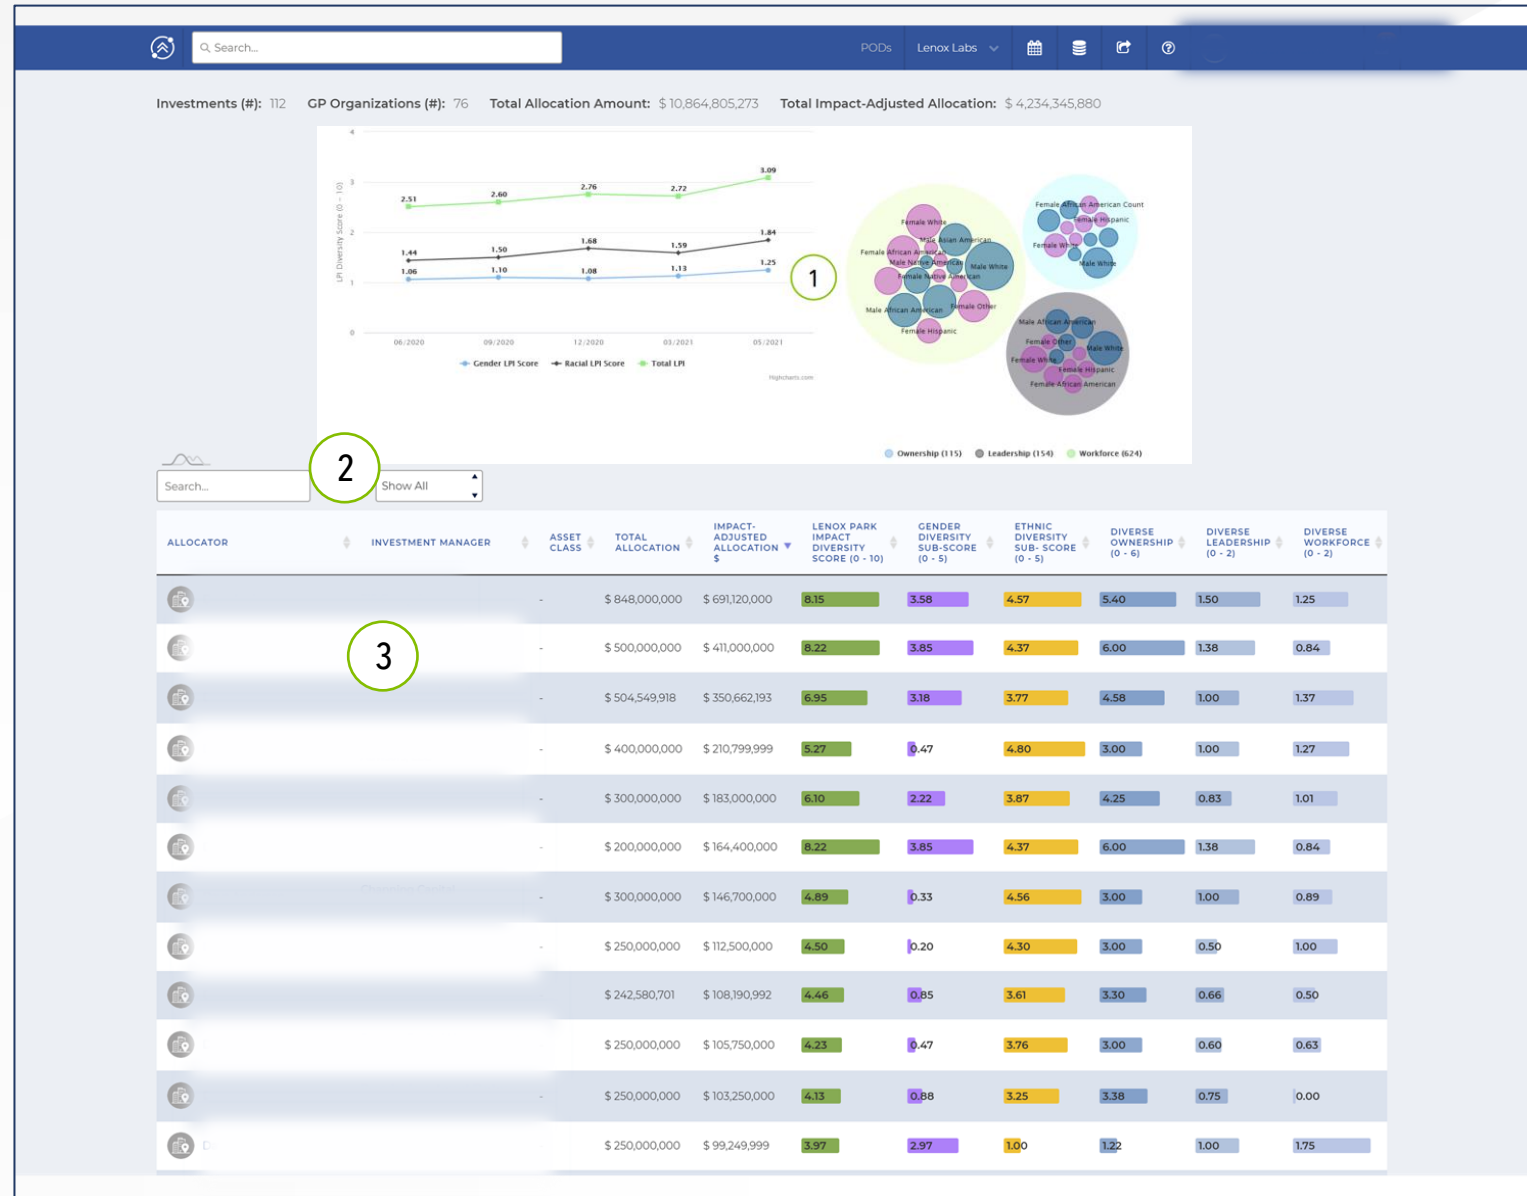 Search...
PODs Lenox Labs
Investments (#): 112 GP Organizations (#): 76 Total Allocation Amount: $ 10,864,805,273 Total Impact-Adjusted Allocation: $ 4,234,345,880
LPI Diversity Score (0 – 10)
4
3
2
1
0
2.51 2.60 2.76 2.72 3.09
1.44 1.50 1.68 1.59 1.84
1.06 1.10 1.08 1.13 1.25
06/2020 09/2020 12/2020 03/2021 05/2021
Gender LPI Score Racial LPI Score Total LPI
Highcharts.com
1
Female White
Male Asian American
Female African American
Male Native American
Male White
Female Native American
Male African American
Female Other
Female Hispanic
Female African American Count
Female Hispanic
Female White
Male White
Male African American
Female Other
Male White
Female White
Female Hispanic
Female African American
Ownership (115) Leadership (154) Workforce (624)
2
Search...
Show All
ALLOCATOR INVESTMENT MANAGER ASSET CLASS TOTAL ALLOCATION IMPACT-ADJUSTED ALLOCATION $ LENOX PARK IMPACT DIVERSITY SCORE (0 - 10) GENDER DIVERSITY SUB-SCORE (0 - 5) ETHNIC DIVERSITY SUB- SCORE (0 - 5) DIVERSE OWNERSHIP (0 - 6) DIVERSE LEADERSHIP (0 - 2) DIVERSE WORKFORCE (0 - 2)
- $ 848,000,000 $ 691,120,000 8.15 3.58 4.57 5.40 1.50 1.25
3
- $ 500,000,000 $ 411,000,000 8.22 3.85 4.37 6.00 1.38 0.84
- $ 504,549,918 $ 350,662,193 6.95 3.18 3.77 4.58 1.00 1.37
- $ 400,000,000 $ 210,799,999 5.27 0.47 4.80 3.00 1.00 1.27
- $ 300,000,000 $ 183,000,000 6.10 2.22 3.87 4.25 0.83 1.01
- $ 200,000,000 $ 164,400,000 8.22 3.85 4.37 6.00 1.38 0.84
- $ 300,000,000 $ 146,700,000 4.89 0.33 4.56 3.00 1.00 0.89
- $ 250,000,000 $ 112,500,000 4.50 0.20 4.30 3.00 0.50 1.00
- $ 242,580,701 $ 108,190,992 4.46 0.85 3.61 3.30 0.66 0.50
- $ 250,000,000 $ 105,750,000 4.23 0.47 3.76 3.00 0.60 0.63
- $ 250,000,000 $ 103,250,000 4.13 0.88 3.25 3.38 0.75 0.00
$ 250,000,000 $ 99,249,999 3.97 2.97 1.00 1.22 1.00 1.75